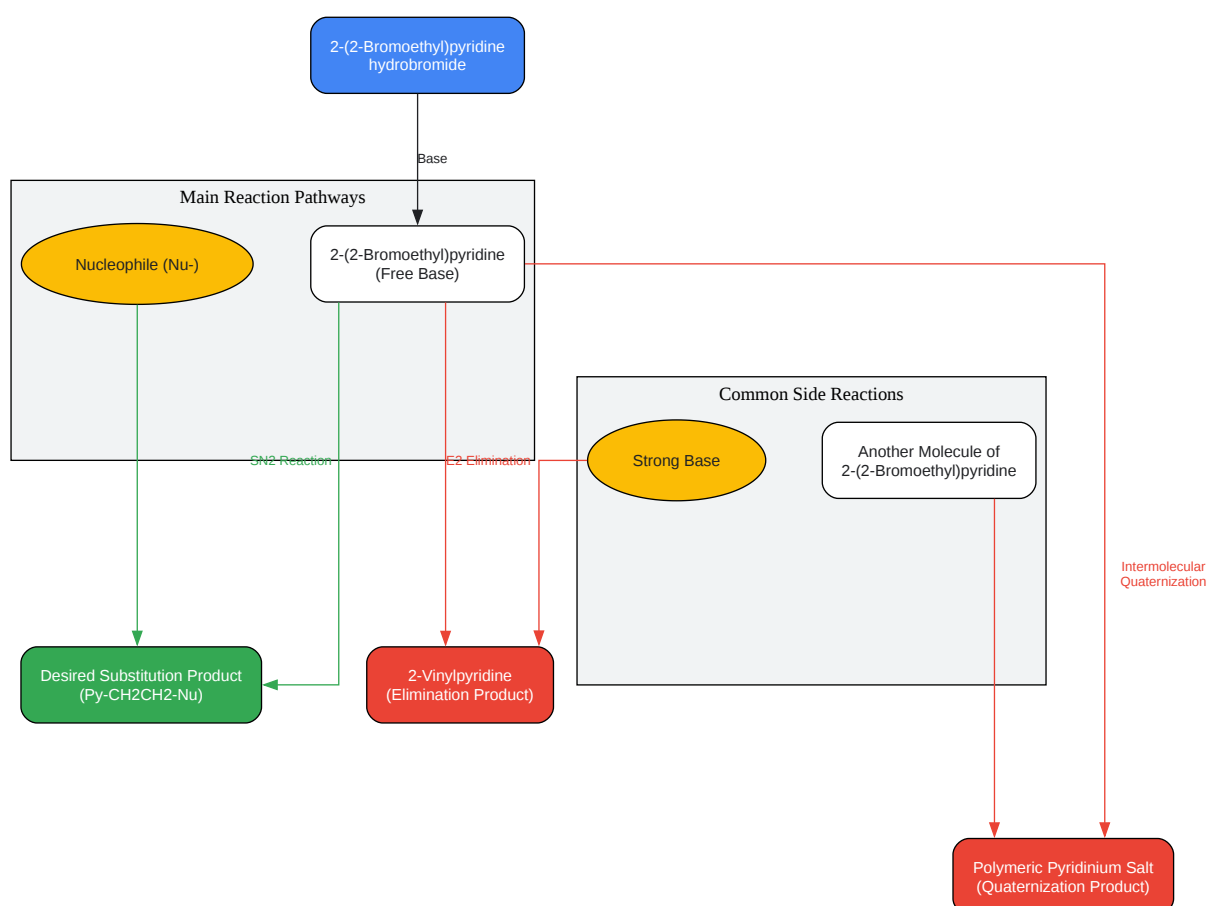 2-(2-Bromoethyl)pyridine
hydrobromide
Base
Main Reaction Pathways
Nucleophile (Nu-)
2-(2-Bromoethyl)pyridine
(Free Base)
Common Side Reactions
Strong Base
Another Molecule of
2-(2-Bromoethyl)pyridine
SN2 Reaction
E2 Elimination
Intermolecular
Quaternization
Desired Substitution Product
(Py-CH2CH2-Nu)
2-Vinylpyridine
(Elimination Product)
Polymeric Pyridinium Salt
(Quaternization Product)